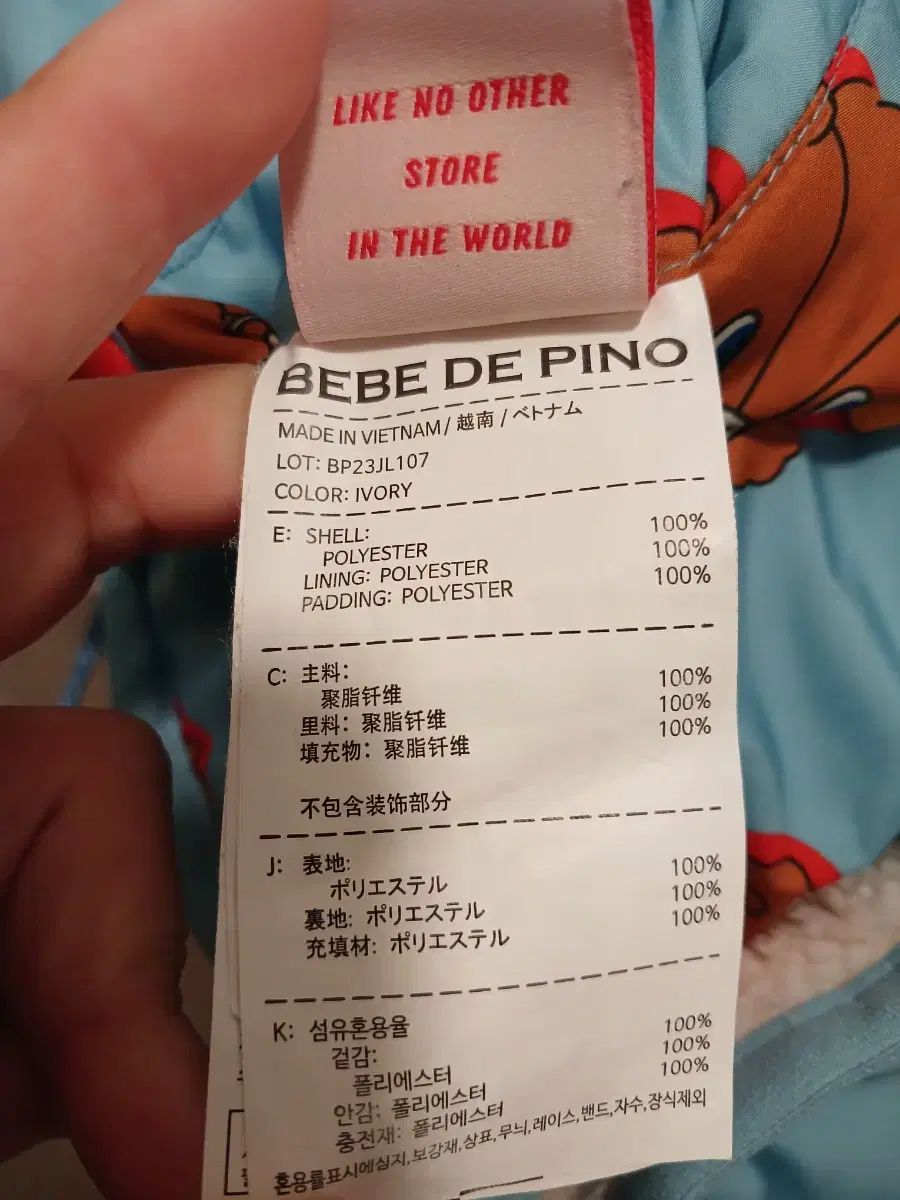 LIKE NO OTHER
STORE
IN THE WORLD
BEBE DE PINO
MADE IN VIETNAM / 越南 / ベトナム
LOT: BP23JL107
COLOR: IVORY
E: SHELL: 100%
POLYESTER 100%
LINING: POLYESTER 100%
PADDING: POLYESTER
C: 主料: 100%
聚脂钎维 100%
里料: 聚脂钎维 100%
填充物: 聚脂钎维
不包含装饰部分
J: 表地: 100%
ポリエステル 100%
裏地: ポリエステル 100%
充填材: ポリエステル
K: 섬유혼용율 100%
겉감: 100%
폴리에스터 100%
안감: 폴리에스터
충전재: 폴리에스터
혼용률표시에심지,보강재,상표,무늬,레이스,밴드,자수,장식제외